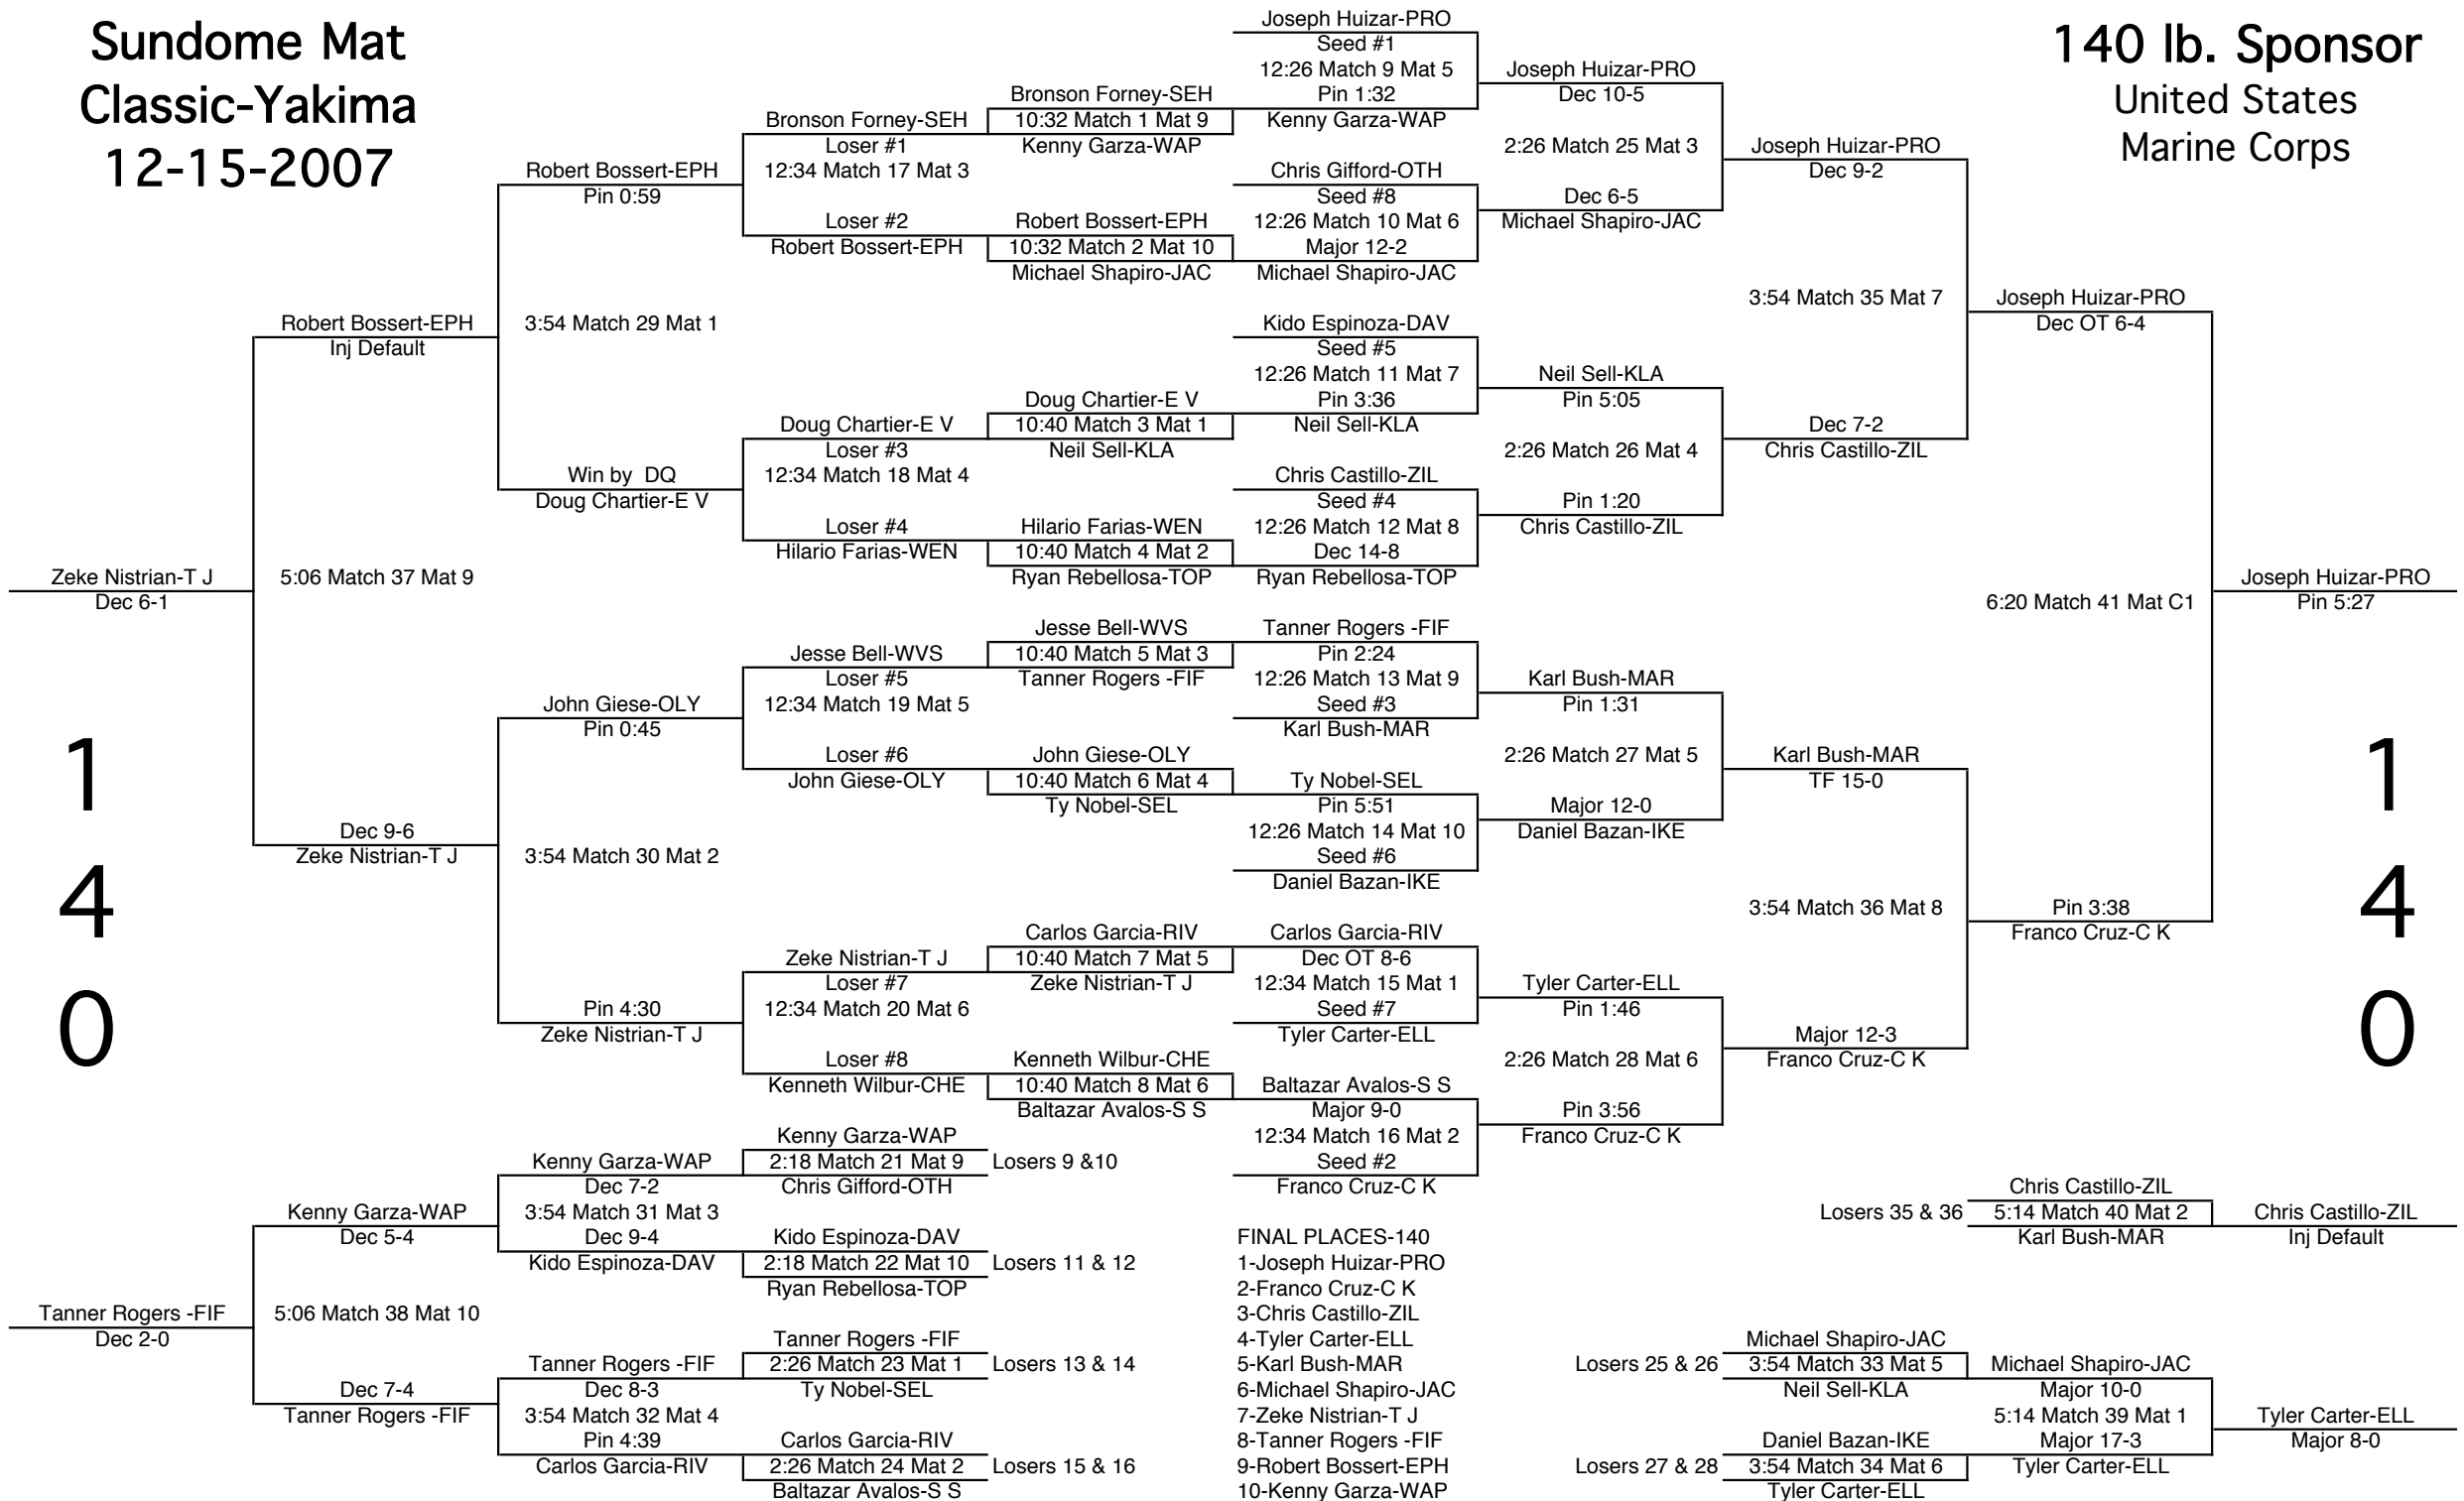 Sundome Mat
Classic-Yakima
12-15-2007
140 lb. Sponsor
United States
Marine Corps
Joseph Huizar-PRO
Seed #1
12:26 Match 9 Mat 5
Pin 1:32
Kenny Garza-WAP
Chris Gifford-OTH
Seed #8
12:26 Match 10 Mat 6
Major 12-2
Michael Shapiro-JAC
Kido Espinoza-DAV
Seed #5
12:26 Match 11 Mat 7
Pin 3:36
Neil Sell-KLA
Chris Castillo-ZIL
Seed #4
12:26 Match 12 Mat 8
Dec 14-8
Ryan Rebellosa-TOP
Tanner Rogers -FIF
Pin 2:24
12:26 Match 13 Mat 9
Seed #3
Karl Bush-MAR
Ty Nobel-SEL
Pin 5:51
12:26 Match 14 Mat 10
Seed #6
Daniel Bazan-IKE
Carlos Garcia-RIV
Dec OT 8-6
12:34 Match 15 Mat 1
Seed #7
Tyler Carter-ELL
Baltazar Avalos-S S
Major 9-0
12:34 Match 16 Mat 2
Seed #2
Franco Cruz-C K
Bronson Forney-SEH
10:32 Match 1 Mat 9
Kenny Garza-WAP
Robert Bossert-EPH
10:32 Match 2 Mat 10
Michael Shapiro-JAC
Doug Chartier-E V
10:40 Match 3 Mat 1
Neil Sell-KLA
Hilario Farias-WEN
10:40 Match 4 Mat 2
Ryan Rebellosa-TOP
Jesse Bell-WVS
10:40 Match 5 Mat 3
Tanner Rogers -FIF
John Giese-OLY
10:40 Match 6 Mat 4
Ty Nobel-SEL
Carlos Garcia-RIV
10:40 Match 7 Mat 5
Zeke Nistrian-T J
Kenneth Wilbur-CHE
10:40 Match 8 Mat 6
Baltazar Avalos-S S
Bronson Forney-SEH
Loser #1
12:34 Match 17 Mat 3
Loser #2
Robert Bossert-EPH
Doug Chartier-E V
Loser #3
12:34 Match 18 Mat 4
Loser #4
Hilario Farias-WEN
Jesse Bell-WVS
Loser #5
12:34 Match 19 Mat 5
Loser #6
John Giese-OLY
Zeke Nistrian-T J
Loser #7
12:34 Match 20 Mat 6
Loser #8
Kenneth Wilbur-CHE
Robert Bossert-EPH
Pin 0:59
3:54 Match 29 Mat 1
Win by DQ
Doug Chartier-E V
John Giese-OLY
Pin 0:45
3:54 Match 30 Mat 2
Pin 4:30
Zeke Nistrian-T J
Robert Bossert-EPH
Inj Default
5:06 Match 37 Mat 9
Dec 9-6
Zeke Nistrian-T J
Zeke Nistrian-T J
Dec 6-1
Joseph Huizar-PRO
Dec 10-5
2:26 Match 25 Mat 3
Dec 6-5
Michael Shapiro-JAC
Neil Sell-KLA
Pin 5:05
2:26 Match 26 Mat 4
Pin 1:20
Chris Castillo-ZIL
Karl Bush-MAR
Pin 1:31
2:26 Match 27 Mat 5
Major 12-0
Daniel Bazan-IKE
Tyler Carter-ELL
Pin 1:46
2:26 Match 28 Mat 6
Pin 3:56
Franco Cruz-C K
Joseph Huizar-PRO
Dec 9-2
3:54 Match 35 Mat 7
Dec 7-2
Chris Castillo-ZIL
Karl Bush-MAR
TF 15-0
3:54 Match 36 Mat 8
Major 12-3
Franco Cruz-C K
Joseph Huizar-PRO
Dec OT 6-4
6:20 Match 41 Mat C1
Pin 3:38
Franco Cruz-C K
Joseph Huizar-PRO
Pin 5:27
1
4
0
1
4
0
Kenny Garza-WAP
2:18 Match 21 Mat 9
Losers 9 &10
Chris Gifford-OTH
Kido Espinoza-DAV
2:18 Match 22 Mat 10
Losers 11 & 12
Ryan Rebellosa-TOP
Tanner Rogers -FIF
2:26 Match 23 Mat 1
Losers 13 & 14
Ty Nobel-SEL
Carlos Garcia-RIV
2:26 Match 24 Mat 2
Losers 15 & 16
Baltazar Avalos-S S
Kenny Garza-WAP
Dec 7-2
3:54 Match 31 Mat 3
Dec 9-4
Kido Espinoza-DAV
Tanner Rogers -FIF
Dec 8-3
3:54 Match 32 Mat 4
Pin 4:39
Carlos Garcia-RIV
Kenny Garza-WAP
Dec 5-4
5:06 Match 38 Mat 10
Dec 7-4
Tanner Rogers -FIF
Tanner Rogers -FIF
Dec 2-0
FINAL PLACES-140
1-Joseph Huizar-PRO
2-Franco Cruz-C K
3-Chris Castillo-ZIL
4-Tyler Carter-ELL
5-Karl Bush-MAR
6-Michael Shapiro-JAC
7-Zeke Nistrian-T J
8-Tanner Rogers -FIF
9-Robert Bossert-EPH
10-Kenny Garza-WAP
Chris Castillo-ZIL
Losers 35 & 36
5:14 Match 40 Mat 2
Karl Bush-MAR
Chris Castillo-ZIL
Inj Default
Michael Shapiro-JAC
Losers 25 & 26
3:54 Match 33 Mat 5
Neil Sell-KLA
Daniel Bazan-IKE
Losers 27 & 28
3:54 Match 34 Mat 6
Tyler Carter-ELL
Michael Shapiro-JAC
Major 10-0
5:14 Match 39 Mat 1
Major 17-3
Tyler Carter-ELL
Tyler Carter-ELL
Major 8-0